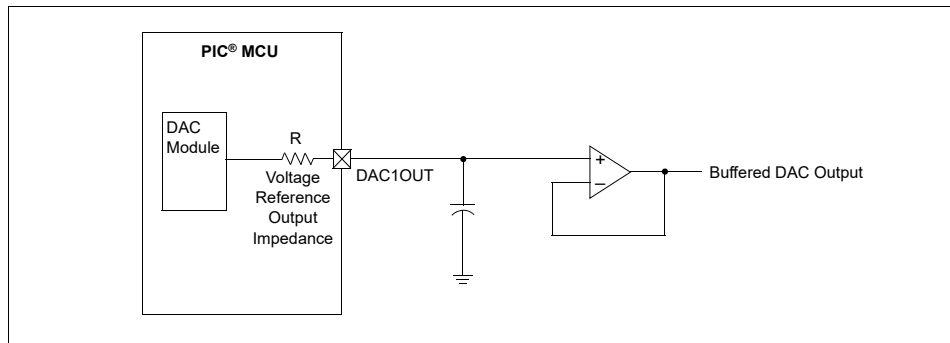 PIC® MCU
DAC
Module
R
Voltage
Reference
Output
Impedance
DAC1OUT
+
–
Buffered DAC Output